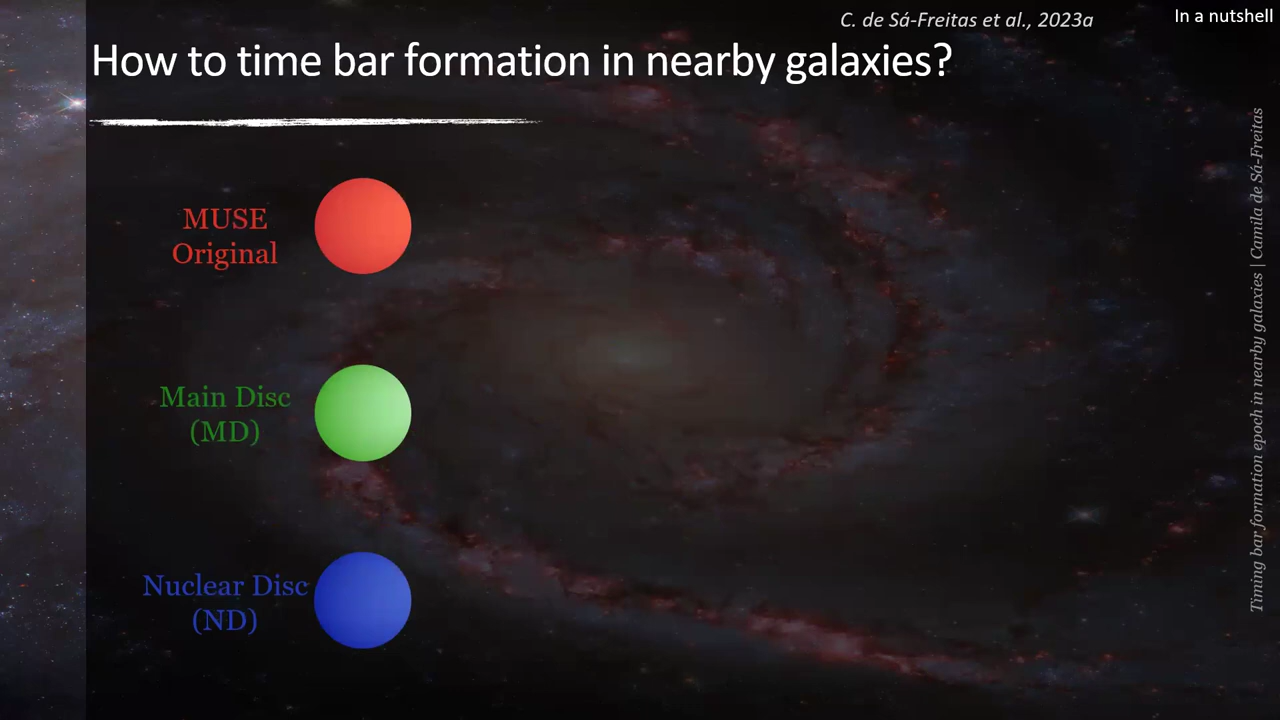 C. de Sá-Freitas et al., 2023a
In a nutshell
How to time bar formation in nearby galaxies?
MUSE
Original
Main Disc
(MD)
Nuclear Disc
(ND)
Timing bar formation epoch in nearby galaxies | Camila de Sá-Freitas